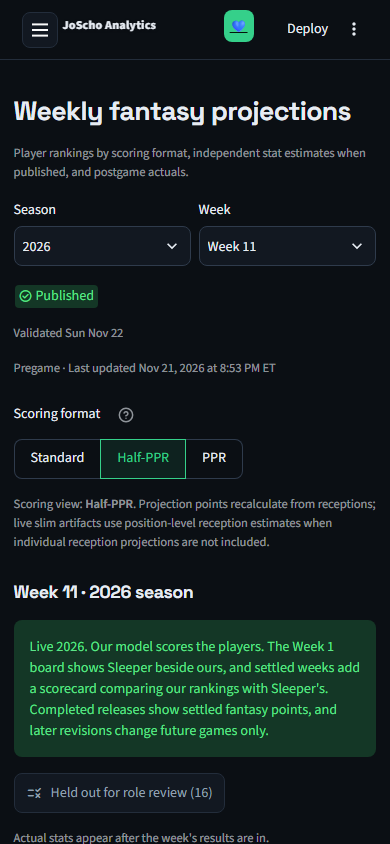 JoScho Analytics
Deploy
Weekly fantasy projections
Player rankings by scoring format, independent stat estimates when
published, and postgame actuals.
Season
Week
2026
Week 11
Published
Validated Sun Nov 22
Pregame · Last updated Nov 21, 2026 at 8:53 PM ET
Scoring format
Standard
Half-PPR
PPR
Scoring view: Half-PPR. Projection points recalculate from receptions;
live slim artifacts use position-level reception estimates when
individual reception projections are not included.
Week 11 · 2026 season
Live 2026. Our model scores the players. The Week 1
board shows Sleeper beside ours, and settled weeks add
a scorecard comparing our rankings with Sleeper's.
Completed releases show settled fantasy points, and
later revisions change future games only.
Held out for role review (16)
Actual stats appear after the week's results are in.